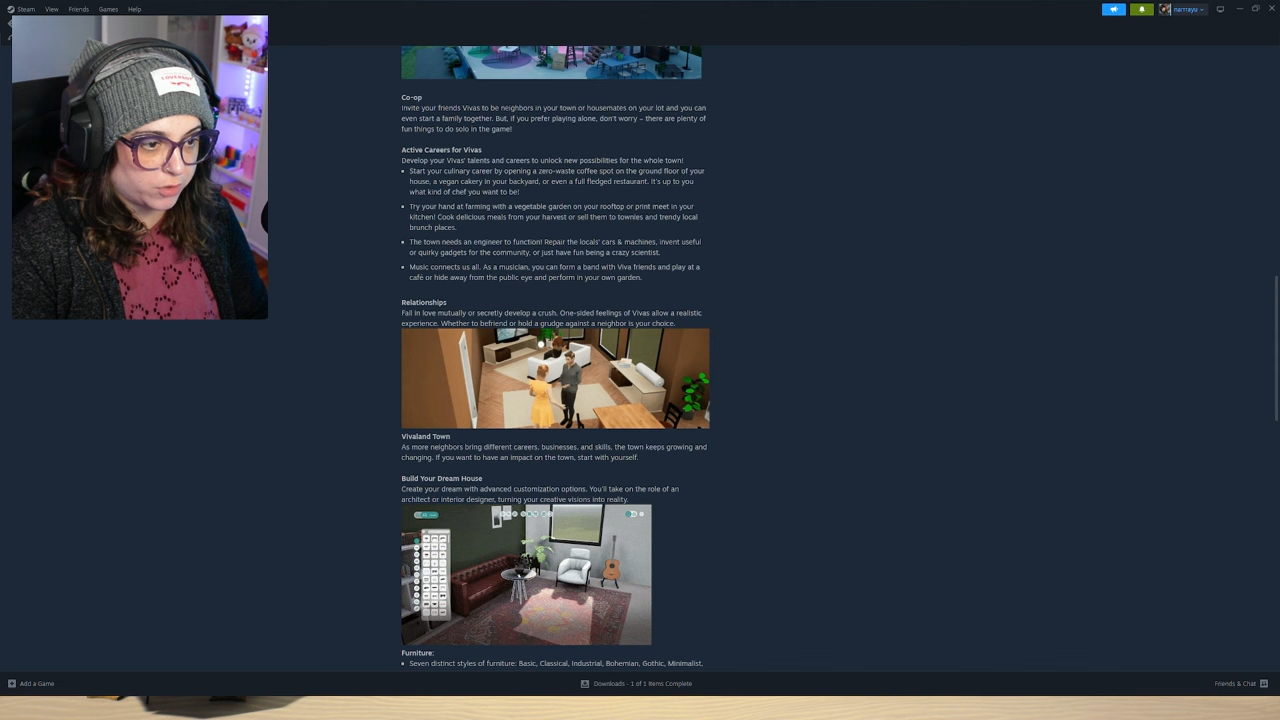 Steam View Friends Games Help
narrrayu
LOVERBOY
Co-op
Invite your friends Vivas to be neighbors in your town or housemates on your lot and you can
even start a family together. But, if you prefer playing alone, don't worry – there are plenty of
fun things to do solo in the game!
Active Careers for Vivas
Develop your Vivas' talents and careers to unlock new possibilities for the whole town!
Start your culinary career by opening a zero-waste coffee spot on the ground floor of your
house, a vegan cakery in your backyard, or even a full fledged restaurant. It's up to you
what kind of chef you want to be!
Try your hand at farming with a vegetable garden on your rooftop or print meet in your
kitchen! Cook delicious meals from your harvest or sell them to townies and trendy local
brunch places.
The town needs an engineer to function! Repair the locals' cars & machines, invent useful
or quirky gadgets for the community, or just have fun being a crazy scientist.
Music connects us all. As a musician, you can form a band with Viva friends and play at a
café or hide away from the public eye and perform in your own garden.
Relationships
Fall in love mutually or secretly develop a crush. One-sided feelings of Vivas allow a realistic
experience. Whether to befriend or hold a grudge against a neighbor is your choice.
Vivaland Town
As more neighbors bring different careers, businesses, and skills, the town keeps growing and
changing. If you want to have an impact on the town, start with yourself.
Build Your Dream House
Create your dream with advanced customization options. You'll take on the role of an
architect or interior designer, turning your creative visions into reality.
Furniture:
Seven distinct styles of furniture: Basic, Classical, Industrial, Bohemian, Gothic, Minimalist,
Add a Game
Downloads - 1 of 1 Items Complete
Friends & Chat